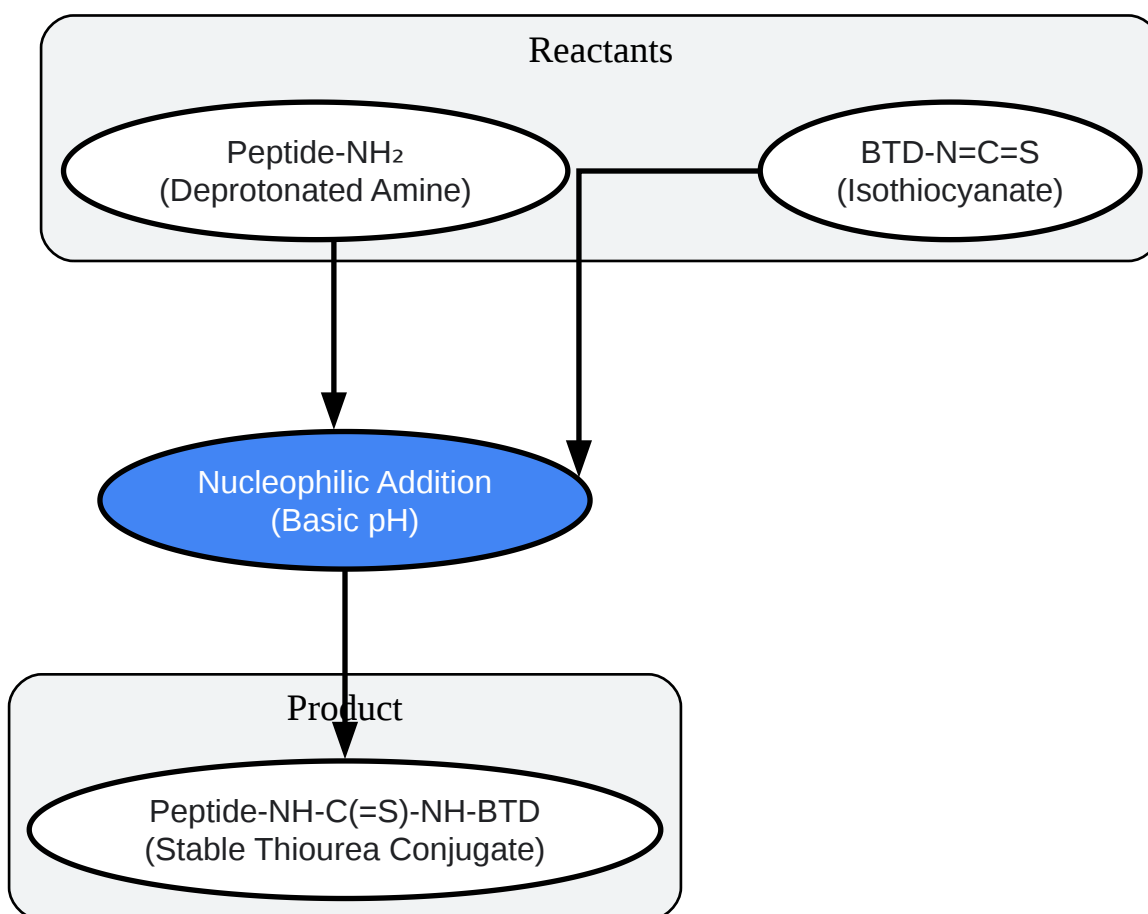 Reactants
Peptide-NH₂
(Deprotonated Amine)
BTD-N=C=S
(Isothiocyanate)
Nucleophilic Addition
(Basic pH)
Product
Peptide-NH-C(=S)-NH-BTD
(Stable Thiourea Conjugate)